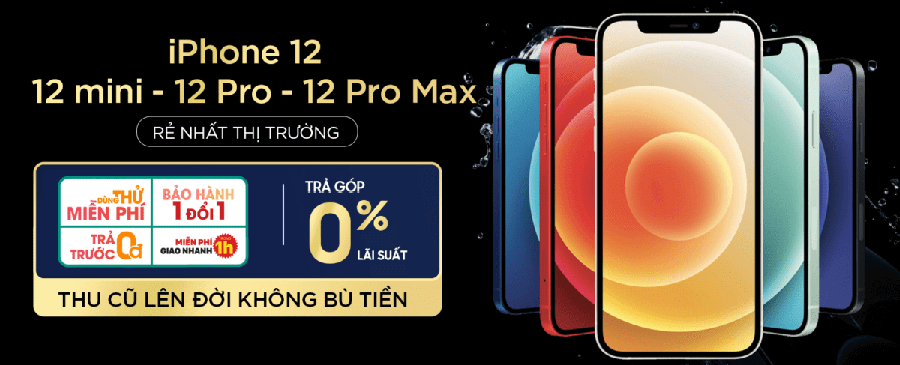 iPhone 12
12 mini - 12 Pro - 12 Pro Max
RẺ NHẤT THỊ TRƯỜNG
DÙNG THỬ
MIỄN PHÍ
BẢO HÀNH
1 ĐỔI 1
TRẢ
TRƯỚC 0đ
MIỄN PHÍ
GIAO NHANH 1h
TRẢ GÓP
0%
LÃI SUẤT
THU CŨ LÊN ĐỜI KHÔNG BÙ TIỀN